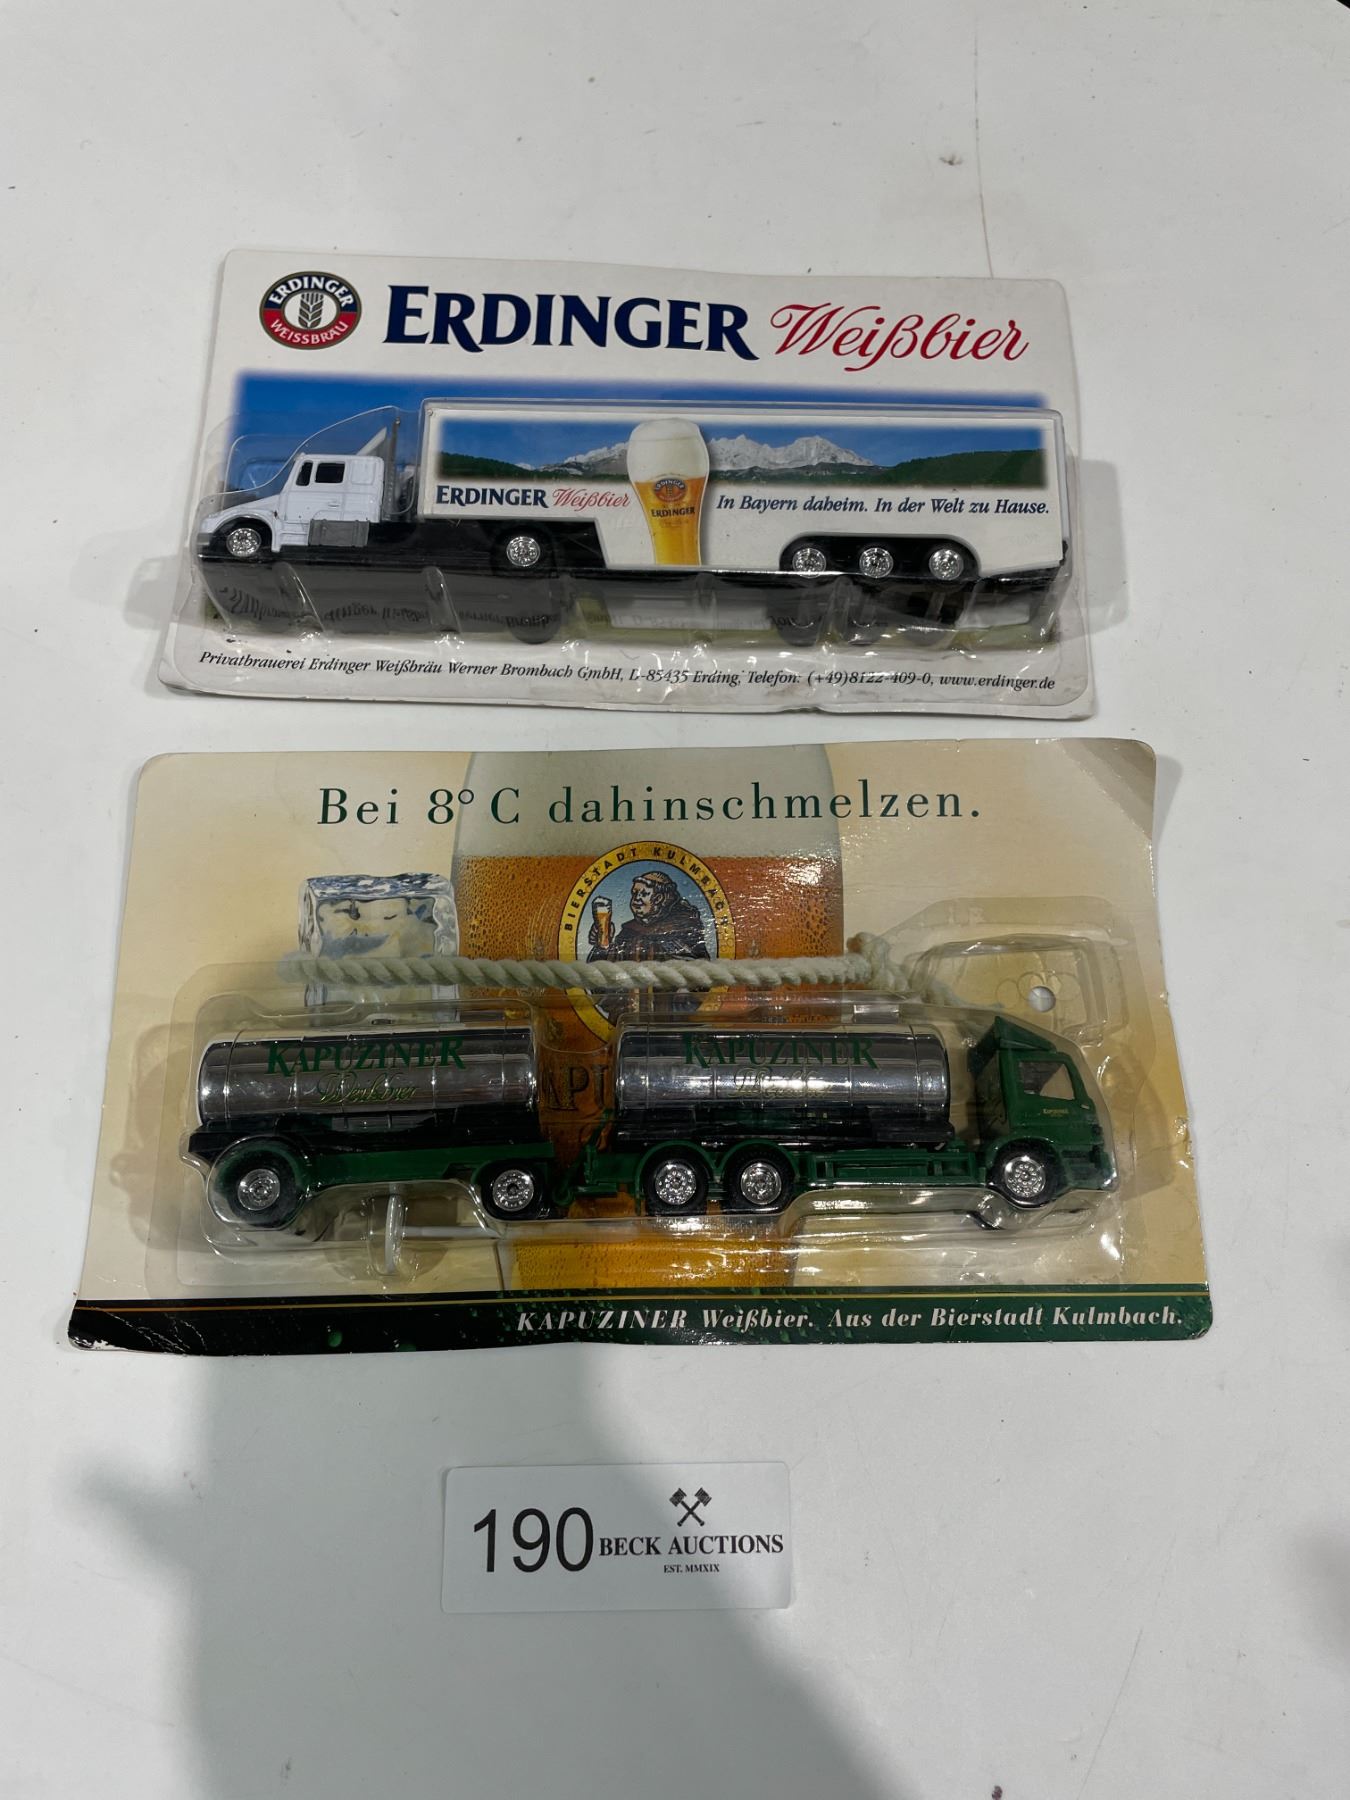 ERDINGER
WEISSBRÄU
ERDINGER Weißbier
ERDINGER Weißbier
ERDINGER
In Bayern daheim. In der Welt zu Hause.
Privatbrauerei Erdinger Weißbräu Werner Brombach GmbH, D-85435 Erding, Telefon: (+49)8122-409-0, www.erdinger.de
Bei 8° C dahinschmelzen.
BIERSTADT KULMBACH
KAPUZINER
KAPUZINER
KAPUZINER Weißbier. Aus der Bierstadt Kulmbach.
190
BECK AUCTIONS
EST. MMXIX